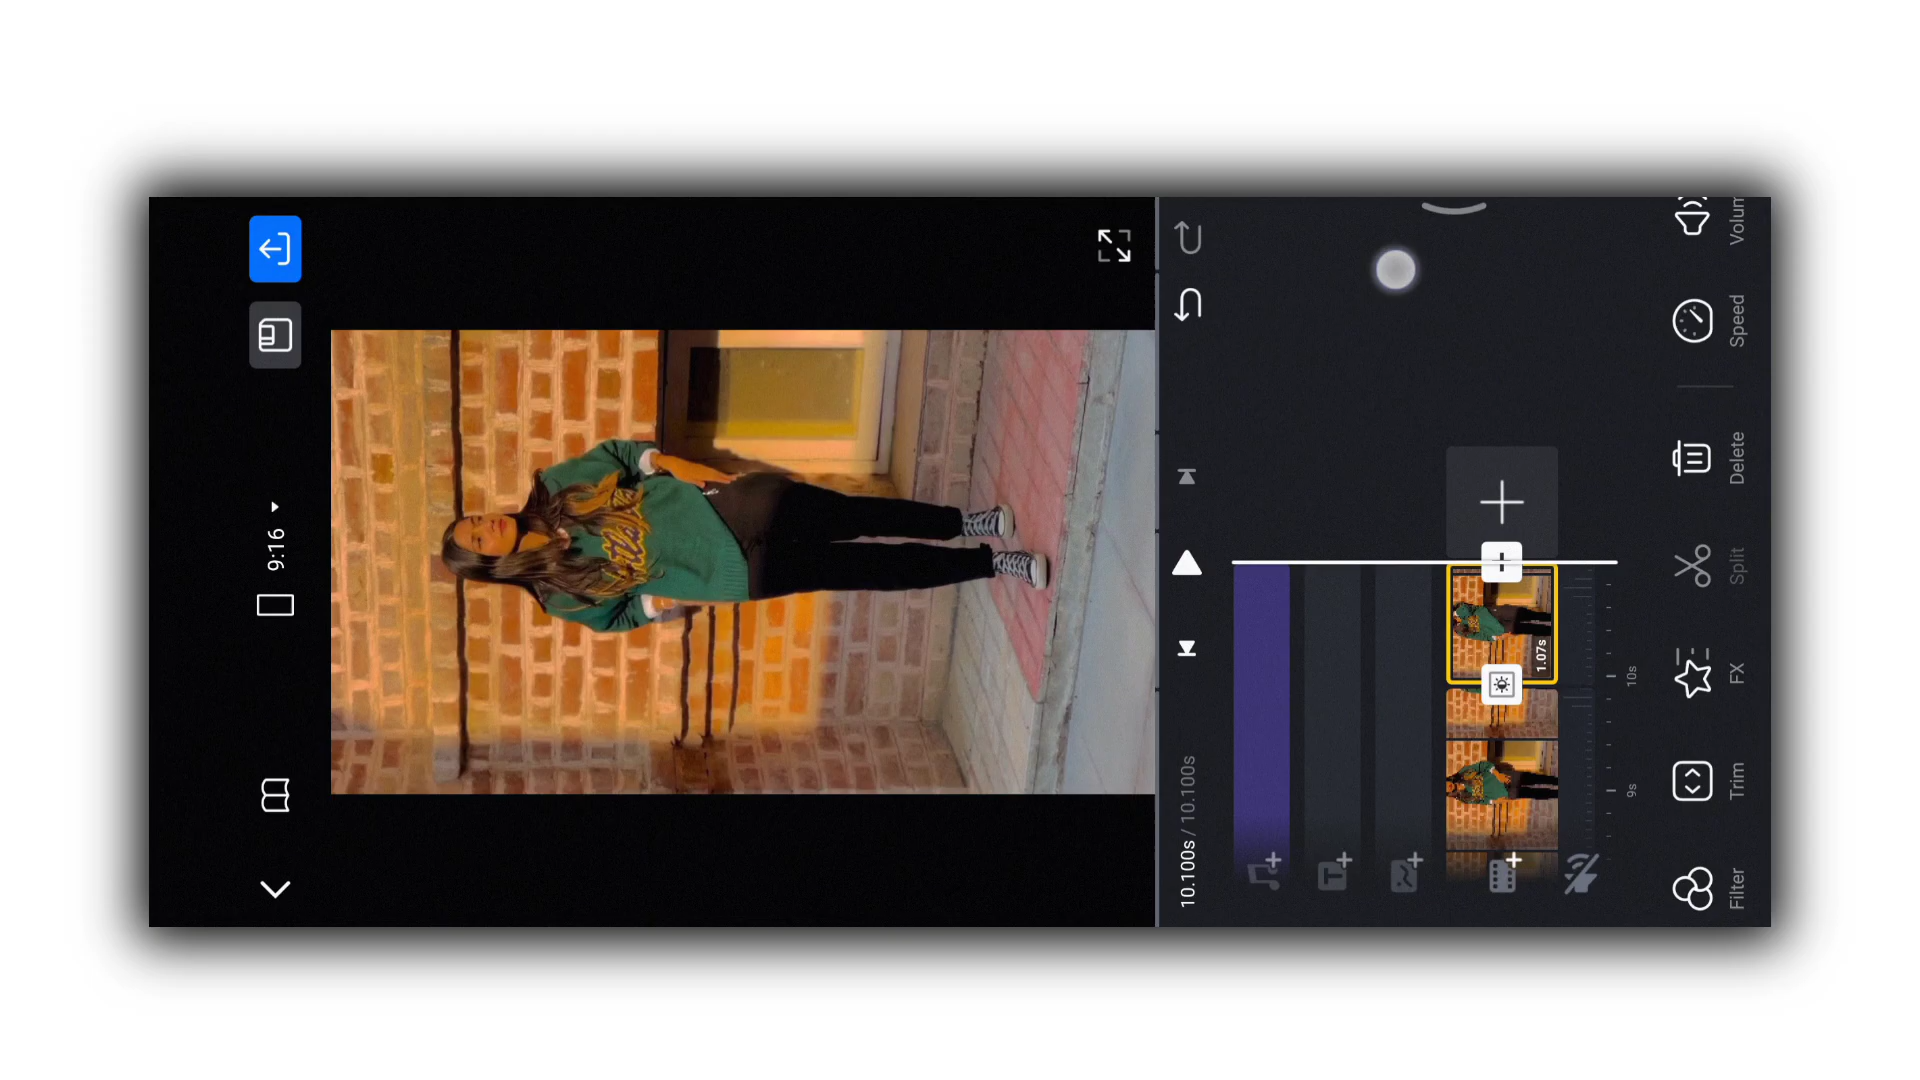 9:16
10.100s / 10.100s
1.07s
9s
10s
Filter
Trim
FX
Split
Delete
Speed
Volum